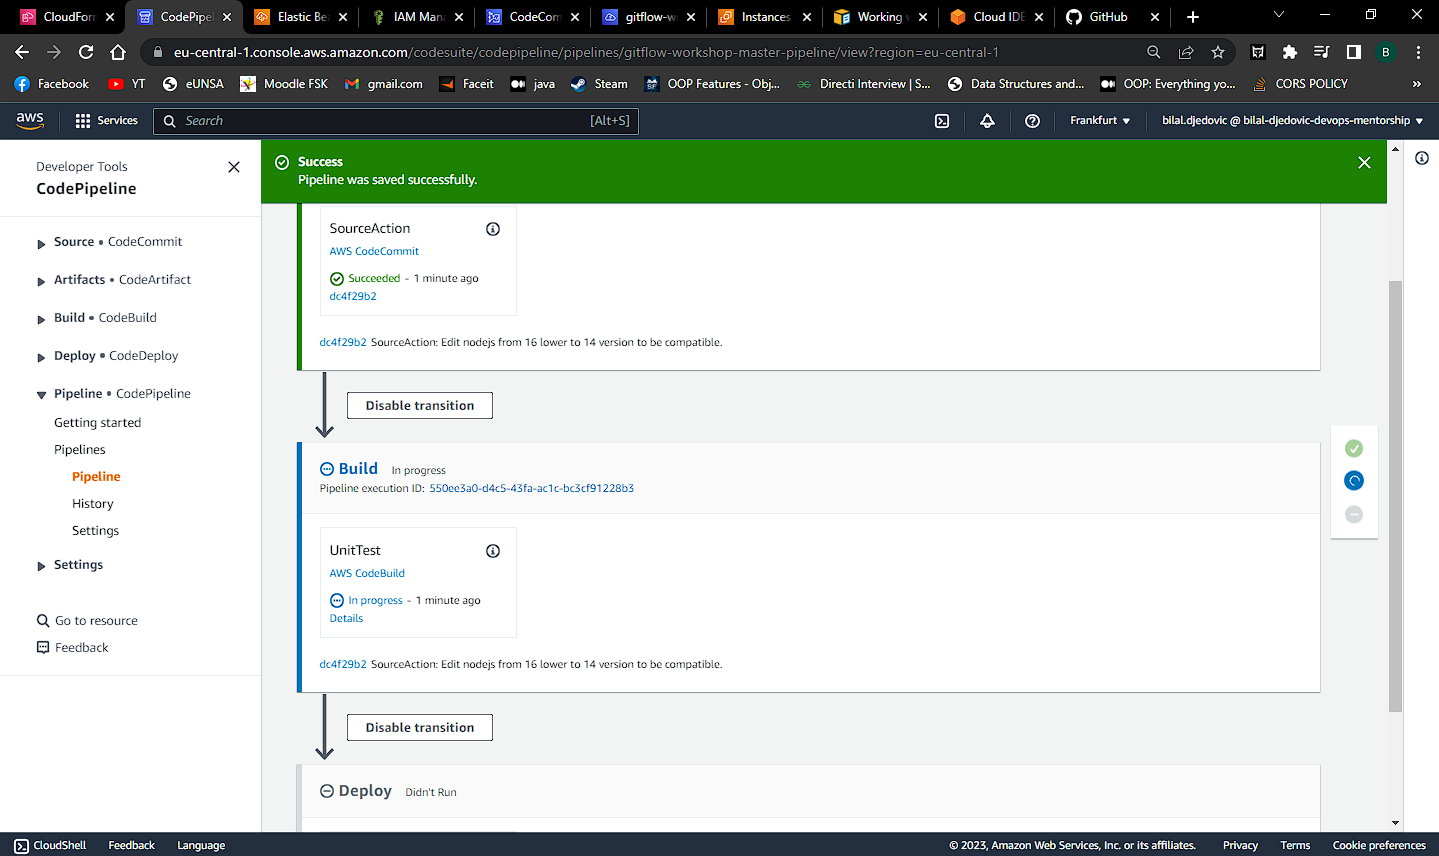 CloudForm
CodePipel
Elastic Be
IAM Mana
CodeCom
gitflow-wo
Instances
Working w
Cloud IDE
GitHub
eu-central-1.console.aws.amazon.com/codesuite/codepipeline/pipelines/gitflow-workshop-master-pipeline/view?region=eu-central-1
B
Facebook
YT
eUNSA
Moodle FSK
gmail.com
Faceit
java
Steam
OOP Features - Obj...
Directi Interview | S...
Data Structures and...
OOP: Everything yo...
CORS POLICY
»
aws
Services
Search
[Alt+S]
Frankfurt
bilal.djedovic @ bilal-djedovic-devops-mentorship
Developer Tools
CodePipeline
Source • CodeCommit
Artifacts • CodeArtifact
Build • CodeBuild
Deploy • CodeDeploy
Pipeline • CodePipeline
Getting started
Pipelines
Pipeline
History
Settings
Settings
Go to resource
Feedback
Success
Pipeline was saved successfully.
SourceAction
AWS CodeCommit
Succeeded - 1 minute ago
dc4f29b2
dc4f29b2 SourceAction: Edit nodejs from 16 lower to 14 version to be compatible.
Disable transition
Build In progress
Pipeline execution ID: 550ee3a0-d4c5-43fa-ac1c-bc3cf91228b3
UnitTest
AWS CodeBuild
In progress - 1 minute ago
Details
dc4f29b2 SourceAction: Edit nodejs from 16 lower to 14 version to be compatible.
Disable transition
Deploy Didn't Run
CloudShell
Feedback
Language
© 2023, Amazon Web Services, Inc. or its affiliates.
Privacy
Terms
Cookie preferences